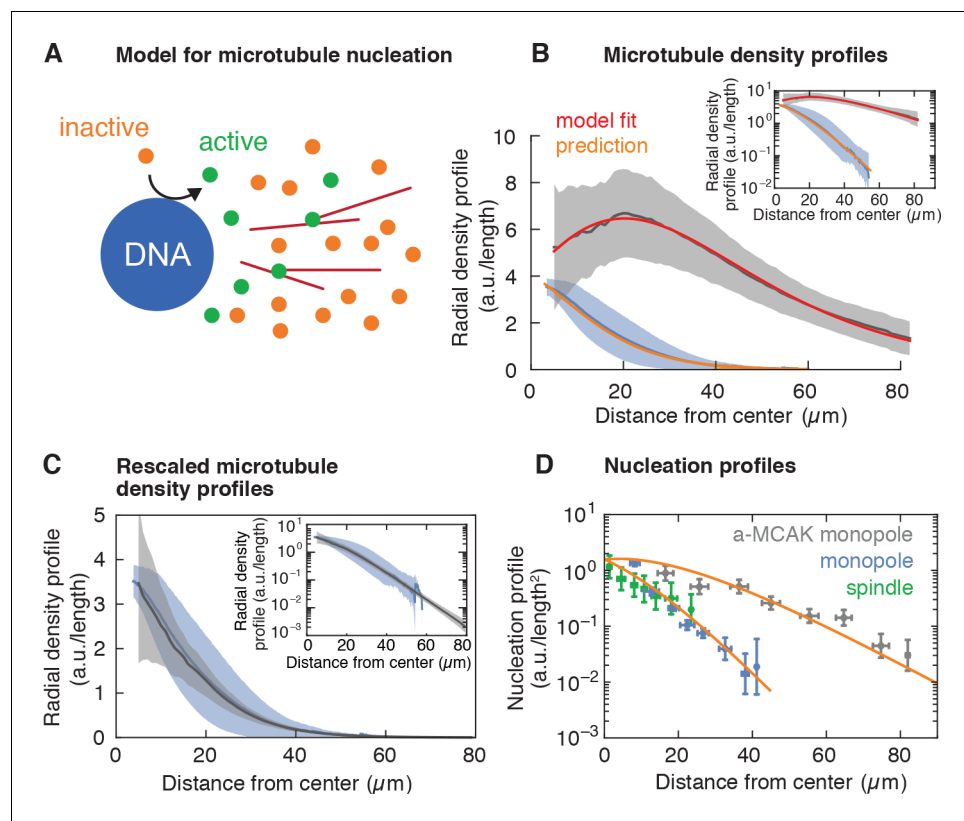 A Model for microtubule nucleation
inactive
active
DNA
B Microtubule density profiles
model fit
prediction
Radial density profile
(a.u./length)
10
8
6
4
2
0
0 20 40 60 80
Distance from center (µm)
Radial density
profile (a.u./length)
10¹
10⁰
10⁻¹
10⁻²
0 20 40 60 80
Distance from center (µm)
C Rescaled microtubule
density profiles
Radial density profile
(a.u./length)
5
4
3
2
1
0
0 20 40 60 80
Distance from center (µm)
Radial density
profile (a.u./length)
10¹
10⁰
10⁻¹
10⁻²
10⁻³
0 20 40 60 80
Distance from center (µm)
D Nucleation profiles
a-MCAK monopole
monopole
spindle
Nucleation profile
(a.u./length²)
10¹
10⁰
10⁻¹
10⁻²
10⁻³
0 20 40 60 80
Distance from center (µm)